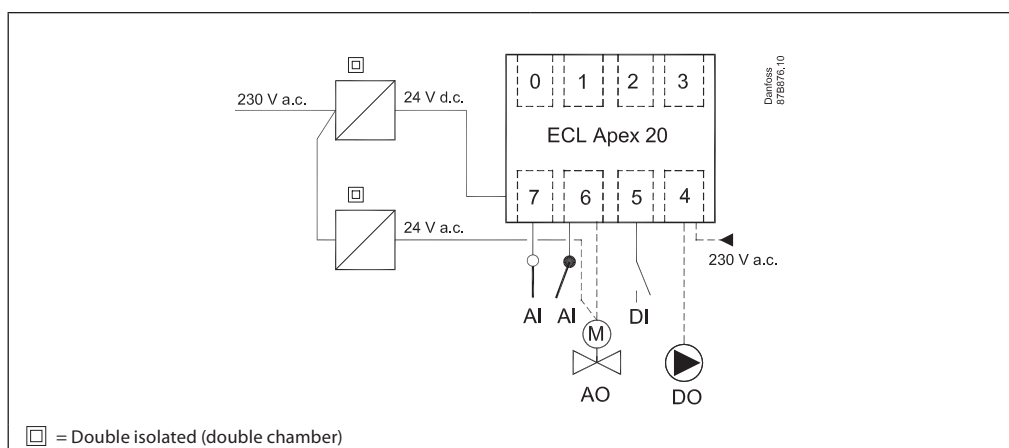 230 V a.c.
24 V d.c.
0
1
2
3
Danfoss
87B876.10
ECL Apex 20
7
6
5
4
24 V a.c.
230 V a.c.
AI
AI
DI
M
AO
DO
= Double isolated (double chamber)